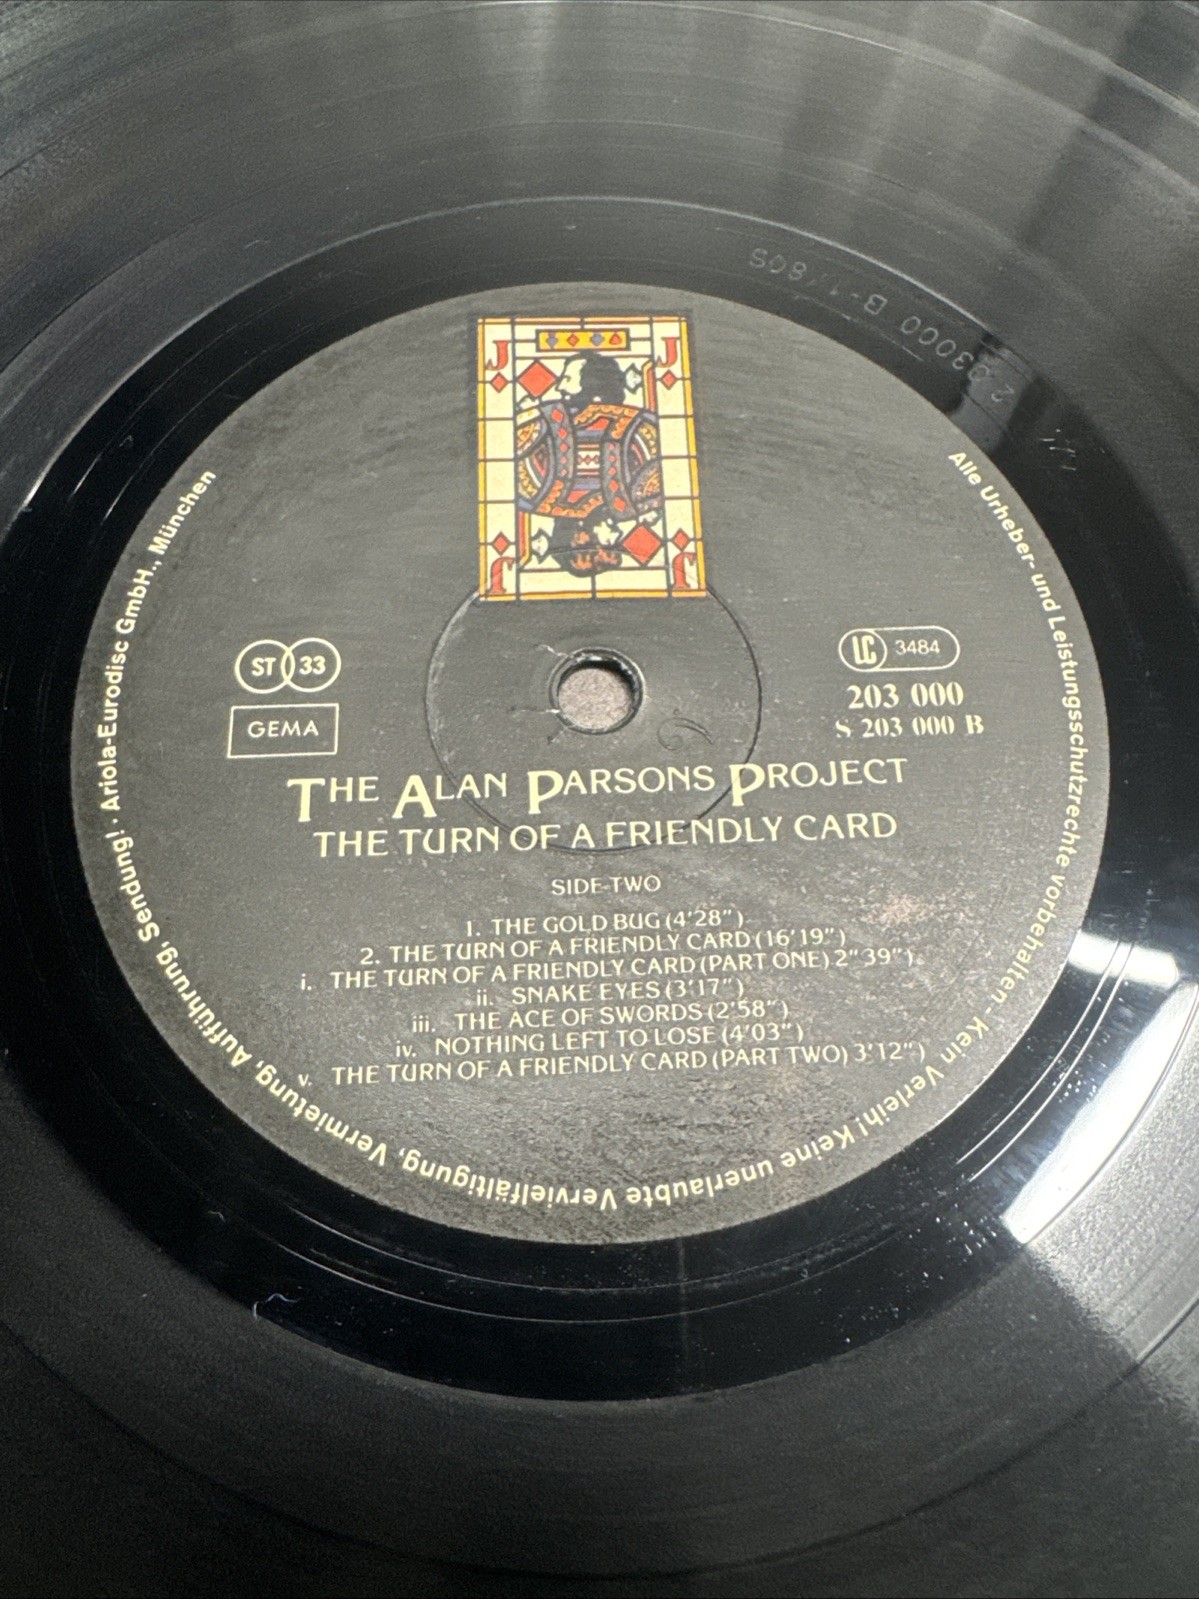 203000 B-1/80S
J J
J J
ST 33
GEMA
LC 3484
203 000
S 203 000 B
THE ALAN PARSONS PROJECT
THE TURN OF A FRIENDLY CARD
SIDE TWO
1. THE GOLD BUG (4'28")
2. THE TURN OF A FRIENDLY CARD (16'19")
i. THE TURN OF A FRIENDLY CARD (PART ONE) 2"39")
ii. SNAKE EYES (3'17")
iii. THE ACE OF SWORDS (2'58")
iv. NOTHING LEFT TO LOSE (4'03")
v. THE TURN OF A FRIENDLY CARD (PART TWO) 3'12")
Alle Urheber- und Leistungsschutzrechte vorbehalten - Kein Verleih! Keine unerlaubte Vervielfältigung, Vermietung, Aufführung, Sendung! · Ariola-Eurodisc GmbH., München